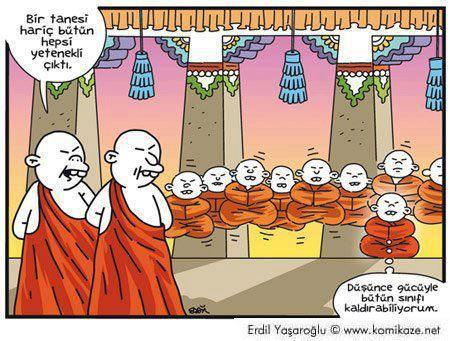 Bir tanesi
hariç bütün
hepsi
yetenekli
çıktı.
Düşünce gücüyle
bütün sınıfı
kaldırabiliyorum.
Erdil Yaşaroğlu © www.komikaze.net